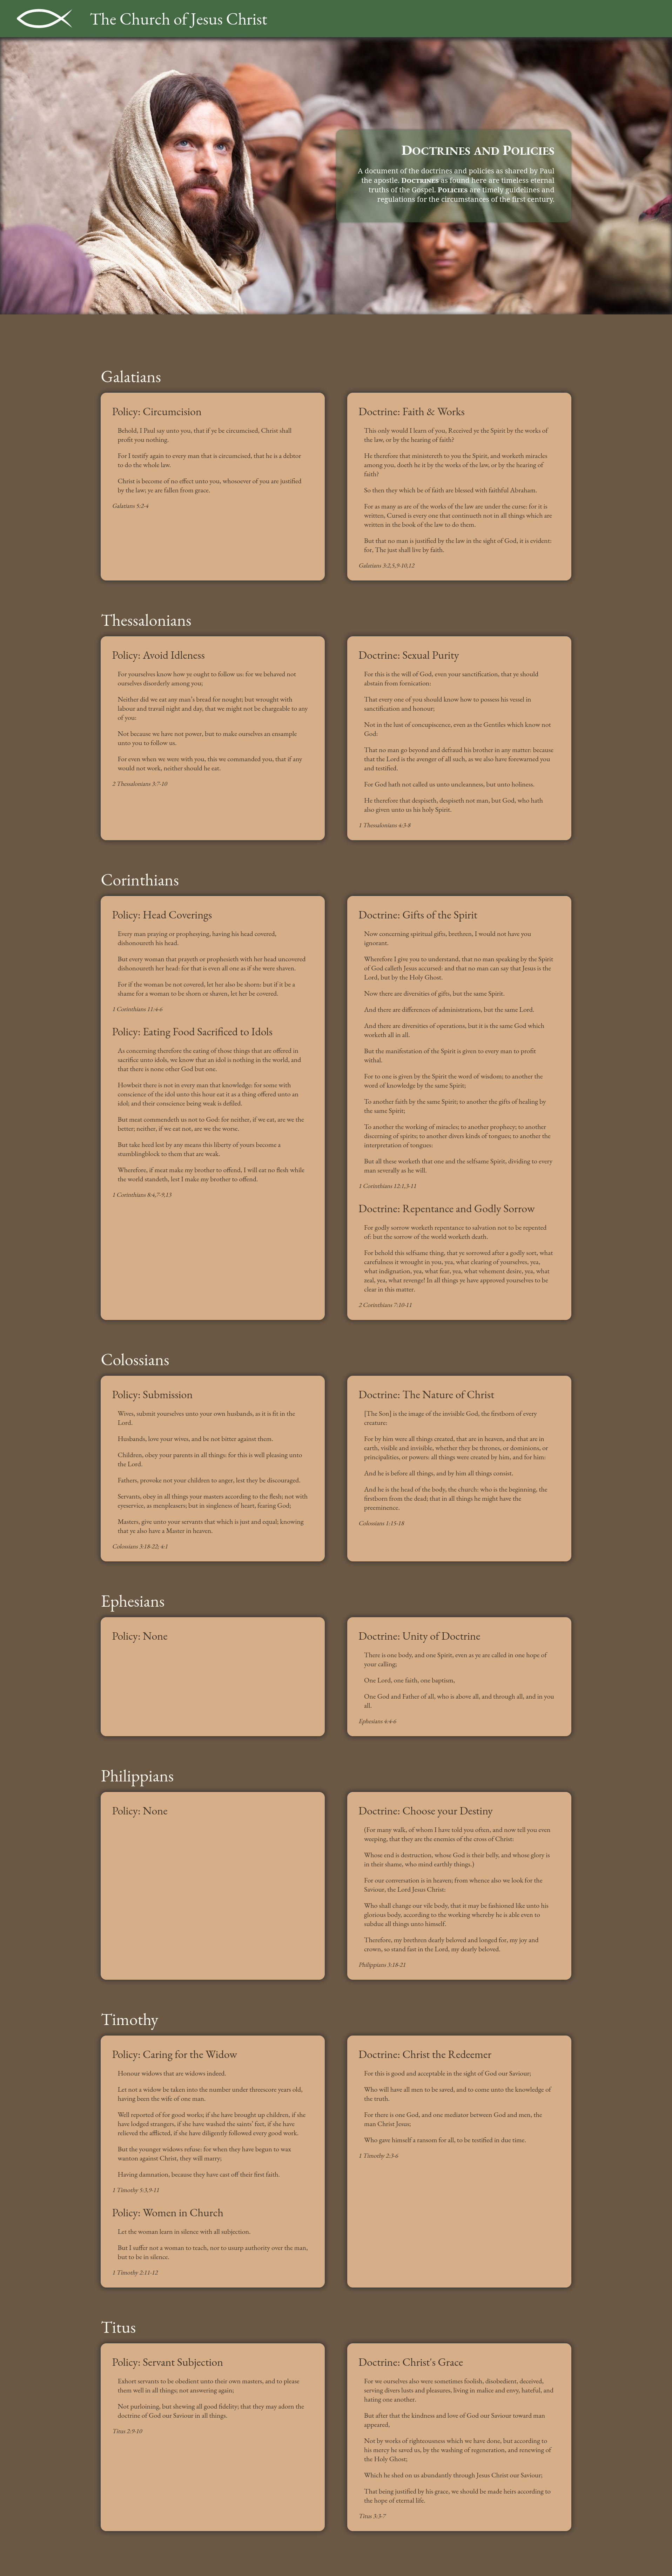 The Church of Jesus Christ
Doctrines and Policies
A document of the doctrines and policies as shared by Paul
the apostle. Doctrines as found here are timeless eternal
truths of the Gospel. Policies are timely guidelines and
regulations for the circumstances of the first century.
Galatians
Policy: Circumcision
Behold, I Paul say unto you, that if ye be circumcised, Christ shall
profit you nothing.
For I testify again to every man that is circumcised, that he is a debtor
to do the whole law.
Christ is become of no effect unto you, whosoever of you are justified
by the law; ye are fallen from grace.
Galatians 5:2-4
Doctrine: Faith & Works
This only would I learn of you, Received ye the Spirit by the works of
the law, or by the hearing of faith?
He therefore that ministereth to you the Spirit, and worketh miracles
among you, doeth he it by the works of the law, or by the hearing of
faith?
So then they which be of faith are blessed with faithful Abraham.
For as many as are of the works of the law are under the curse: for it is
written, Cursed is every one that continueth not in all things which are
written in the book of the law to do them.
But that no man is justified by the law in the sight of God, it is evident:
for, The just shall live by faith.
Galatians 3:2,5,9-10,12
Thessalonians
Policy: Avoid Idleness
For yourselves know how ye ought to follow us: for we behaved not
ourselves disorderly among you;
Neither did we eat any man's bread for nought; but wrought with
labour and travail night and day, that we might not be chargeable to any
of you:
Not because we have not power, but to make ourselves an ensample
unto you to follow us.
For even when we were with you, this we commanded you, that if any
would not work, neither should he eat.
2 Thessalonians 3:7-10
Doctrine: Sexual Purity
For this is the will of God, even your sanctification, that ye should
abstain from fornication:
That every one of you should know how to possess his vessel in
sanctification and honour;
Not in the lust of concupiscence, even as the Gentiles which know not
God:
That no man go beyond and defraud his brother in any matter: because
that the Lord is the avenger of all such, as we also have forewarned you
and testified.
For God hath not called us unto uncleanness, but unto holiness.
He therefore that despiseth, despiseth not man, but God, who hath
also given unto us his holy Spirit.
1 Thessalonians 4:3-8
Corinthians
Policy: Head Coverings
Every man praying or prophesying, having his head covered,
dishonoureth his head.
But every woman that prayeth or prophesieth with her head uncovered
dishonoureth her head: for that is even all one as if she were shaven.
For if the woman be not covered, let her also be shorn: but if it be a
shame for a woman to be shorn or shaven, let her be covered.
1 Corinthians 11:4-6
Policy: Eating Food Sacrificed to Idols
As concerning therefore the eating of those things that are offered in
sacrifice unto idols, we know that an idol is nothing in the world, and
that there is none other God but one.
Howbeit there is not in every man that knowledge: for some with
conscience of the idol unto this hour eat it as a thing offered unto an
idol; and their conscience being weak is defiled.
But meat commendeth us not to God: for neither, if we eat, are we the
better; neither, if we eat not, are we the worse.
But take heed lest by any means this liberty of yours become a
stumblingblock to them that are weak.
Wherefore, if meat make my brother to offend, I will eat no flesh while
the world standeth, lest I make my brother to offend.
1 Corinthians 8:4,7-9,13
Doctrine: Gifts of the Spirit
Now concerning spiritual gifts, brethren, I would not have you
ignorant.
Wherefore I give you to understand, that no man speaking by the Spirit
of God calleth Jesus accursed: and that no man can say that Jesus is the
Lord, but by the Holy Ghost.
Now there are diversities of gifts, but the same Spirit.
And there are differences of administrations, but the same Lord.
And there are diversities of operations, but it is the same God which
worketh all in all.
But the manifestation of the Spirit is given to every man to profit
withal.
For to one is given by the Spirit the word of wisdom; to another the
word of knowledge by the same Spirit;
To another faith by the same Spirit; to another the gifts of healing by
the same Spirit;
To another the working of miracles; to another prophecy; to another
discerning of spirits; to another divers kinds of tongues; to another the
interpretation of tongues:
But all these worketh that one and the selfsame Spirit, dividing to every
man severally as he will.
1 Corinthians 12:1,3-11
Doctrine: Repentance and Godly Sorrow
For godly sorrow worketh repentance to salvation not to be repented
of: but the sorrow of the world worketh death.
For behold this selfsame thing, that ye sorrowed after a godly sort, what
carefulness it wrought in you, yea, what clearing of yourselves, yea,
what indignation, yea, what fear, yea, what vehement desire, yea, what
zeal, yea, what revenge! In all things ye have approved yourselves to be
clear in this matter.
2 Corinthians 7:10-11
Colossians
Policy: Submission
Wives, submit yourselves unto your own husbands, as it is fit in the
Lord.
Husbands, love your wives, and be not bitter against them.
Children, obey your parents in all things: for this is well pleasing unto
the Lord.
Fathers, provoke not your children to anger, lest they be discouraged.
Servants, obey in all things your masters according to the flesh; not with
eyeservice, as menpleasers; but in singleness of heart, fearing God;
Masters, give unto your servants that which is just and equal; knowing
that ye also have a Master in heaven.
Colossians 3:18-22; 4:1
Doctrine: The Nature of Christ
[The Son] is the image of the invisible God, the firstborn of every
creature:
For by him were all things created, that are in heaven, and that are in
earth, visible and invisible, whether they be thrones, or dominions, or
principalities, or powers: all things were created by him, and for him:
And he is before all things, and by him all things consist.
And he is the head of the body, the church: who is the beginning, the
firstborn from the dead; that in all things he might have the
preeminence.
Colossians 1:15-18
Ephesians
Policy: None
Doctrine: Unity of Doctrine
There is one body, and one Spirit, even as ye are called in one hope of
your calling;
One Lord, one faith, one baptism,
One God and Father of all, who is above all, and through all, and in you
all.
Ephesians 4:4-6
Philippians
Policy: None
Doctrine: Choose your Destiny
(For many walk, of whom I have told you often, and now tell you even
weeping, that they are the enemies of the cross of Christ:
Whose end is destruction, whose God is their belly, and whose glory is
in their shame, who mind earthly things.)
For our conversation is in heaven; from whence also we look for the
Saviour, the Lord Jesus Christ:
Who shall change our vile body, that it may be fashioned like unto his
glorious body, according to the working whereby he is able even to
subdue all things unto himself.
Therefore, my brethren dearly beloved and longed for, my joy and
crown, so stand fast in the Lord, my dearly beloved.
Philippians 3:18-21
Timothy
Policy: Caring for the Widow
Honour widows that are widows indeed.
Let not a widow be taken into the number under threescore years old,
having been the wife of one man.
Well reported of for good works; if she have brought up children, if she
have lodged strangers, if she have washed the saints' feet, if she have
relieved the afflicted, if she have diligently followed every good work.
But the younger widows refuse: for when they have begun to wax
wanton against Christ, they will marry;
Having damnation, because they have cast off their first faith.
1 Timothy 5:3,9-11
Policy: Women in Church
Let the woman learn in silence with all subjection.
But I suffer not a woman to teach, nor to usurp authority over the man,
but to be in silence.
1 Timothy 2:11-12
Doctrine: Christ the Redeemer
For this is good and acceptable in the sight of God our Saviour;
Who will have all men to be saved, and to come unto the knowledge of
the truth.
For there is one God, and one mediator between God and men, the
man Christ Jesus;
Who gave himself a ransom for all, to be testified in due time.
1 Timothy 2:3-6
Titus
Policy: Servant Subjection
Exhort servants to be obedient unto their own masters, and to please
them well in all things; not answering again;
Not purloining, but shewing all good fidelity; that they may adorn the
doctrine of God our Saviour in all things.
Titus 2:9-10
Doctrine: Christ's Grace
For we ourselves also were sometimes foolish, disobedient, deceived,
serving divers lusts and pleasures, living in malice and envy, hateful, and
hating one another.
But after that the kindness and love of God our Saviour toward man
appeared,
Not by works of righteousness which we have done, but according to
his mercy he saved us, by the washing of regeneration, and renewing of
the Holy Ghost;
Which he shed on us abundantly through Jesus Christ our Saviour;
That being justified by his grace, we should be made heirs according to
the hope of eternal life.
Titus 3:3-7